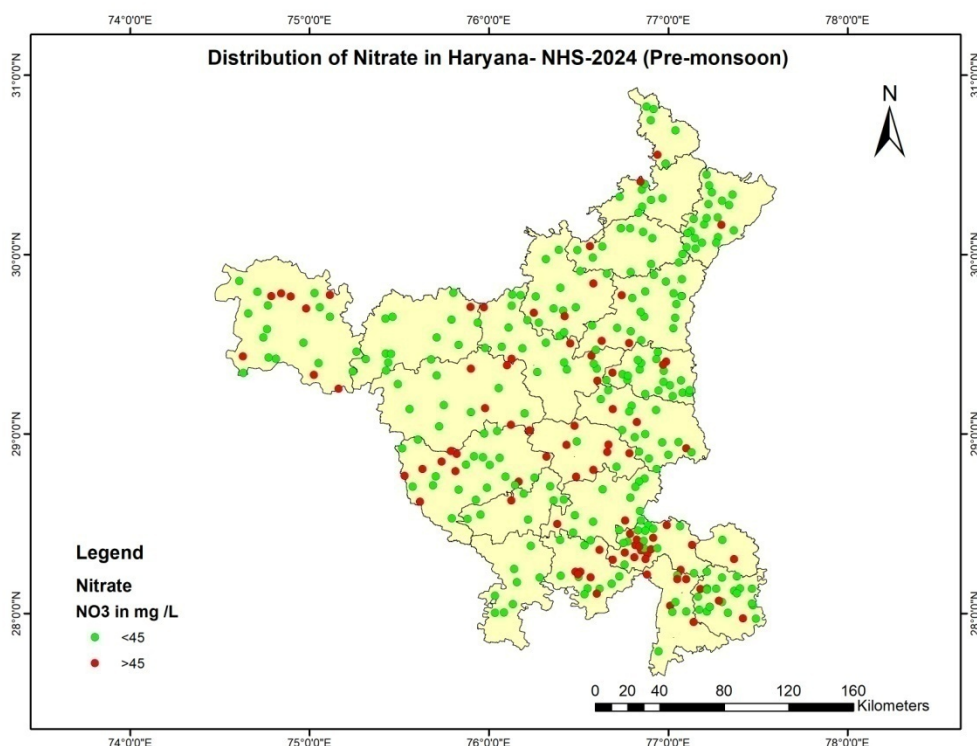 74°0'0"E 75°0'0"E 76°0'0"E 77°0'0"E 78°0'0"E
Distribution of Nitrate in Haryana- NHS-2024 (Pre-monsoon)
31°0'0"N 31°0'0"N
N
30°0'0"N 30°0'0"N
29°0'0"N 29°0'0"N
Legend
Nitrate
NO3 in mg /L
<45
>45
28°0'0"N 28°0'0"N
0 20 40 80 120 160
Kilometers
74°0'0"E 75°0'0"E 76°0'0"E 77°0'0"E 78°0'0"E